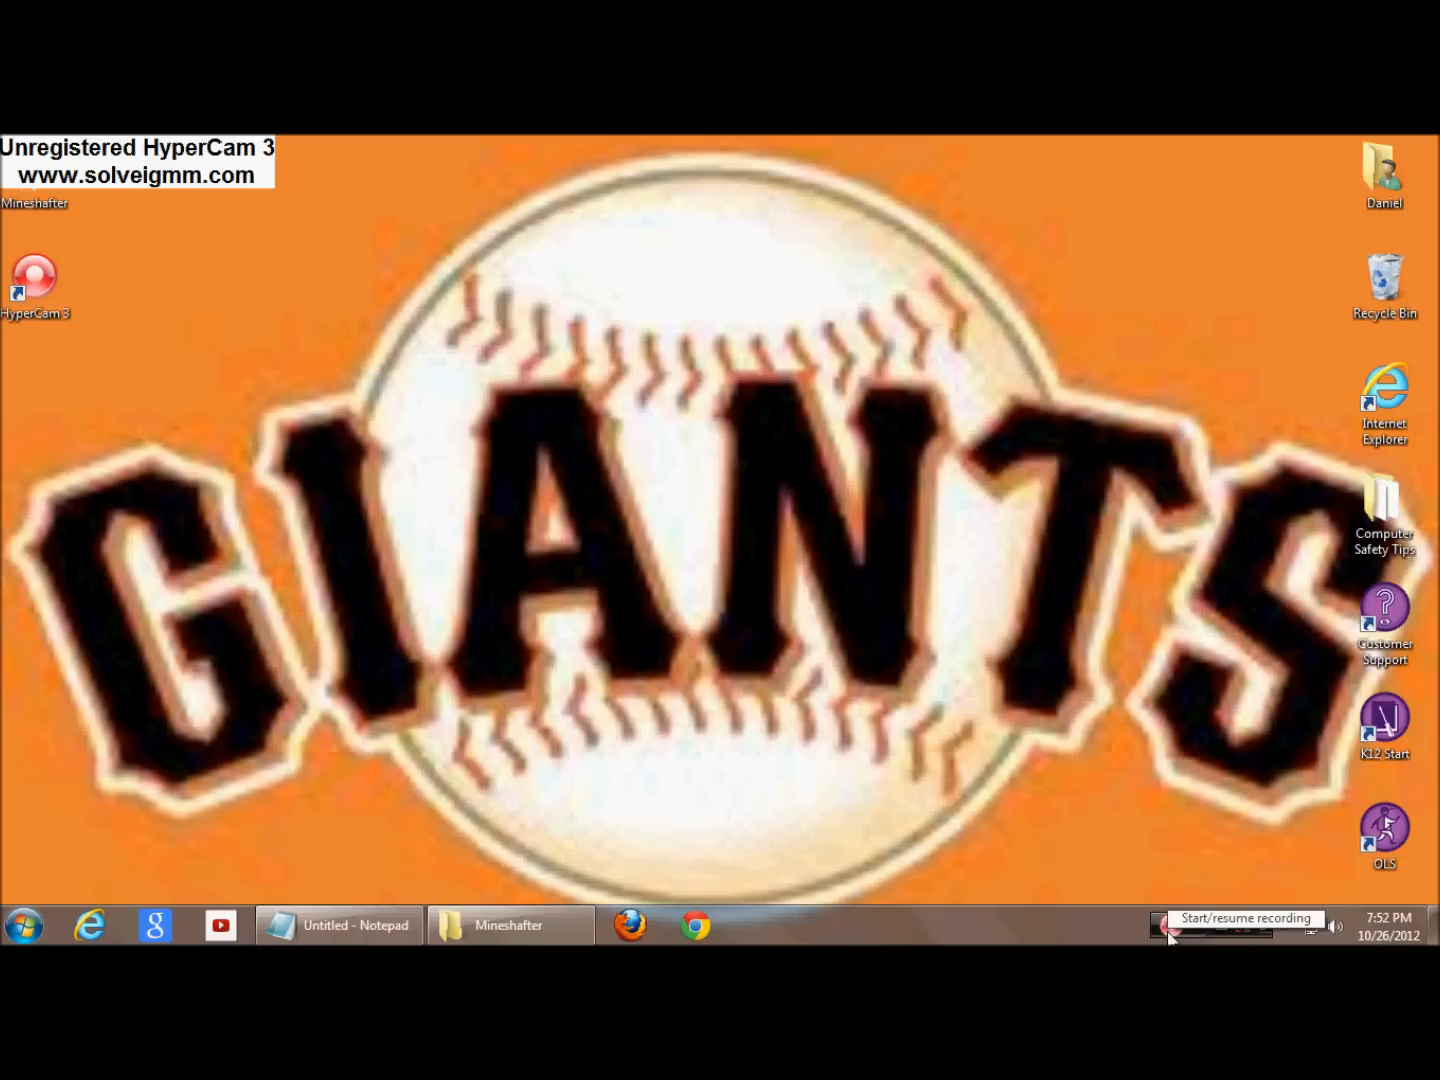 Unregistered HyperCam 3
www.solveigmm.com
Mineshafter
HyperCam 3
GIANTS
Daniel
Recycle Bin
Internet
Explorer
Computer
Safety Tips
Customer
Support
K12 Start
OLS
Untitled - Notepad
Mineshafter
Start/resume recording
7:52 PM
10/26/2012